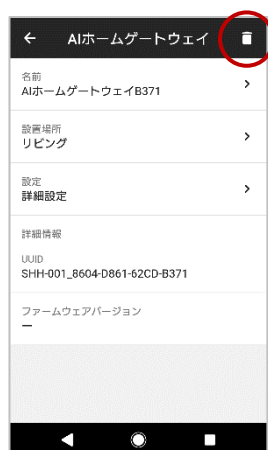 AIホームゲートウェイ
名前
AIホームゲートウェイB371
設置場所
リビング
設定
詳細設定
詳細情報
UUID
SHH-001_8604-D861-62CD-B371
ファームウェアバージョン
ー